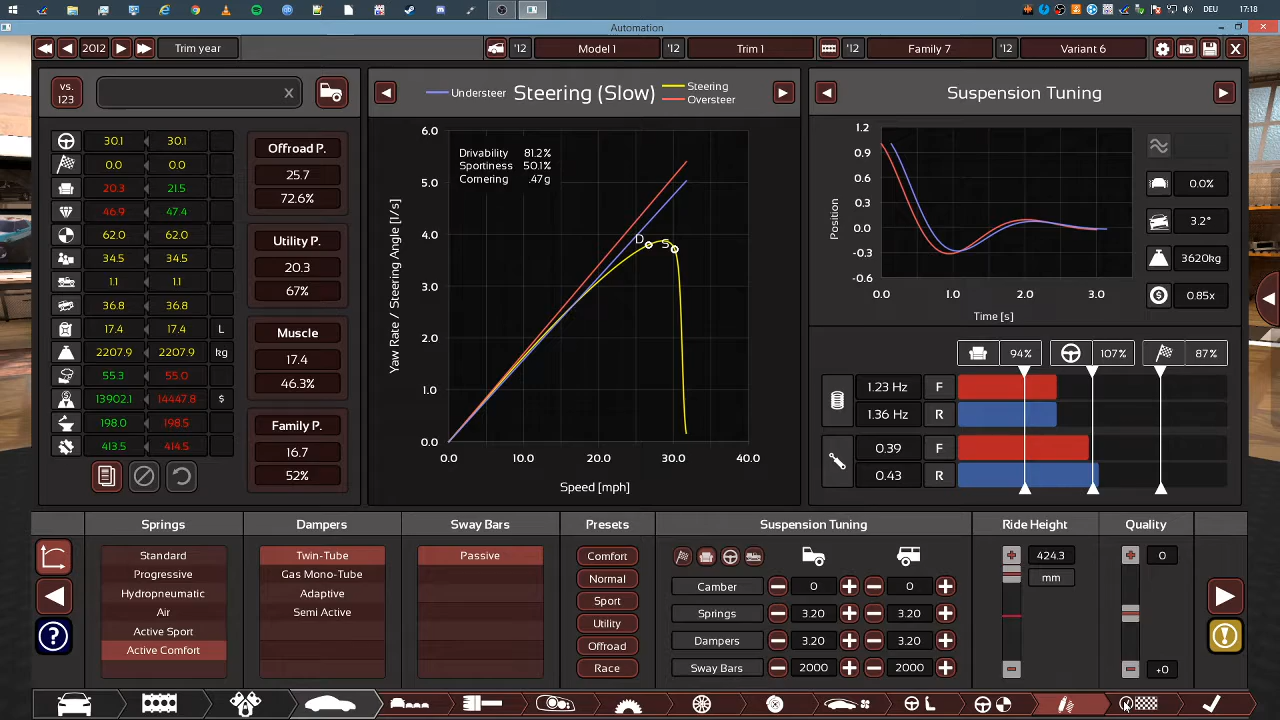 DEU 17:18
Automation
2012 Trim year '12 Model 1 '12 Trim 1 '12 Family 7 '12 Variant 6
vs. 123
30.1 30.1
0.0 0.0
20.3 21.5
46.9 47.4
62.0 62.0
34.5 34.5
1.1 1.1
36.8 36.8
17.4 17.4 L
2207.9 2207.9 kg
55.3 55.0
13902.1 14447.8 $
198.0 198.5
413.5 414.5
Offroad P.
25.7
72.6%
Utility P.
20.3
67%
Muscle
17.4
46.3%
Family P.
16.7
52%
Understeer Steering (Slow) Steering
Oversteer
Drivability 81.2%
Sportiness 50.1%
Cornering .47g
Yaw Rate / Steering Angle [1/s]
6.0
5.0
4.0
3.0
2.0
1.0
0.0
D S
0.0 10.0 20.0 30.0 40.0
Speed [mph]
Suspension Tuning
Position
1.2
0.9
0.6
0.3
0.0
-0.3
-0.6
0.0 1.0 2.0 3.0
Time [s]
0.0%
3.2°
3620kg
0.85x
94% 107% 87%
1.23 Hz F
1.36 Hz R
0.39 F
0.43 R
Springs
Standard
Progressive
Hydropneumatic
Air
Active Sport
Active Comfort
Dampers
Twin-Tube
Gas Mono-Tube
Adaptive
Semi Active
Sway Bars
Passive
Presets
Comfort
Normal
Sport
Utility
Offroad
Race
Suspension Tuning
Camber 0 0
Springs 3.20 3.20
Dampers 3.20 3.20
Sway Bars 2000 2000
Ride Height
424.3
mm
Quality
0
+0